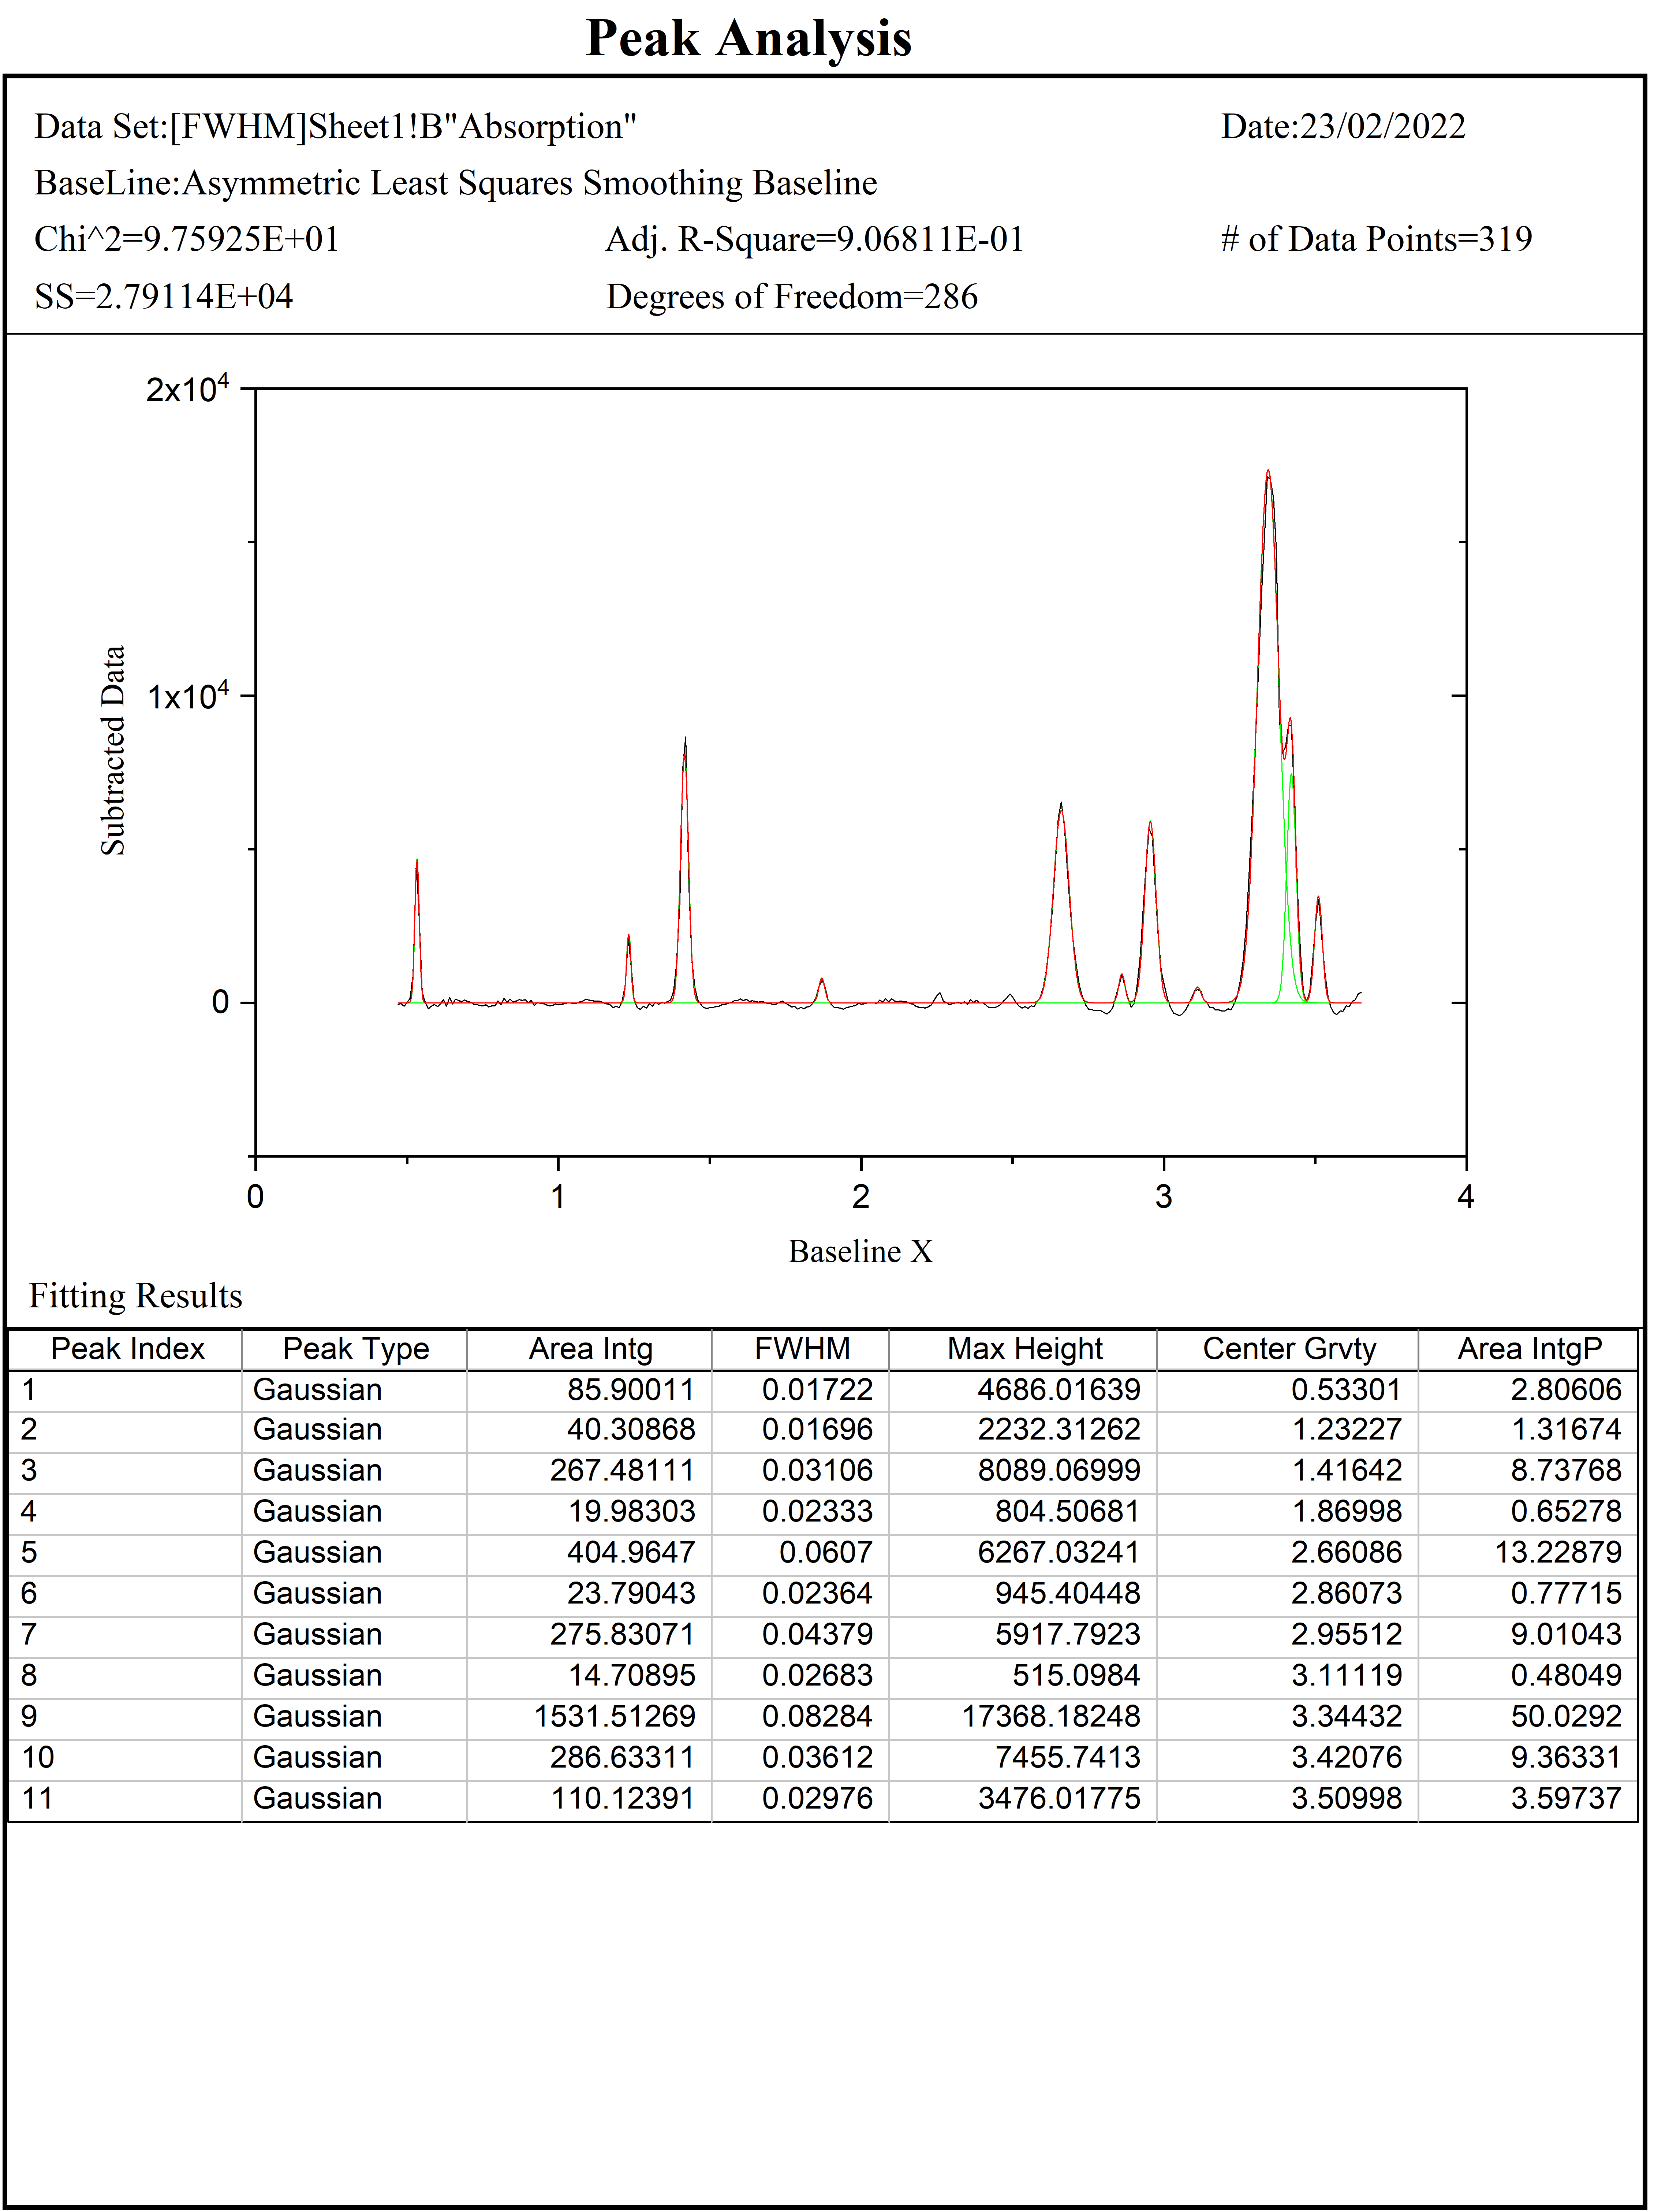 Peak Analysis
Data Set:[FWHM]Sheet1!B"Absorption" Date:23/02/2022
BaseLine:Asymmetric Least Squares Smoothing Baseline
Chi^2=9.75925E+01 Adj. R-Square=9.06811E-01 # of Data Points=319
SS=2.79114E+04 Degrees of Freedom=286
2x10⁴
1x10⁴
0
Subtracted Data
0 1 2 3 4
Baseline X
Fitting Results
Peak Index Peak Type Area Intg FWHM Max Height Center Grvty Area IntgP
1 Gaussian 85.90011 0.01722 4686.01639 0.53301 2.80606
2 Gaussian 40.30868 0.01696 2232.31262 1.23227 1.31674
3 Gaussian 267.48111 0.03106 8089.06999 1.41642 8.73768
4 Gaussian 19.98303 0.02333 804.50681 1.86998 0.65278
5 Gaussian 404.9647 0.0607 6267.03241 2.66086 13.22879
6 Gaussian 23.79043 0.02364 945.40448 2.86073 0.77715
7 Gaussian 275.83071 0.04379 5917.7923 2.95512 9.01043
8 Gaussian 14.70895 0.02683 515.0984 3.11119 0.48049
9 Gaussian 1531.51269 0.08284 17368.18248 3.34432 50.0292
10 Gaussian 286.63311 0.03612 7455.7413 3.42076 9.36331
11 Gaussian 110.12391 0.02976 3476.01775 3.50998 3.59737